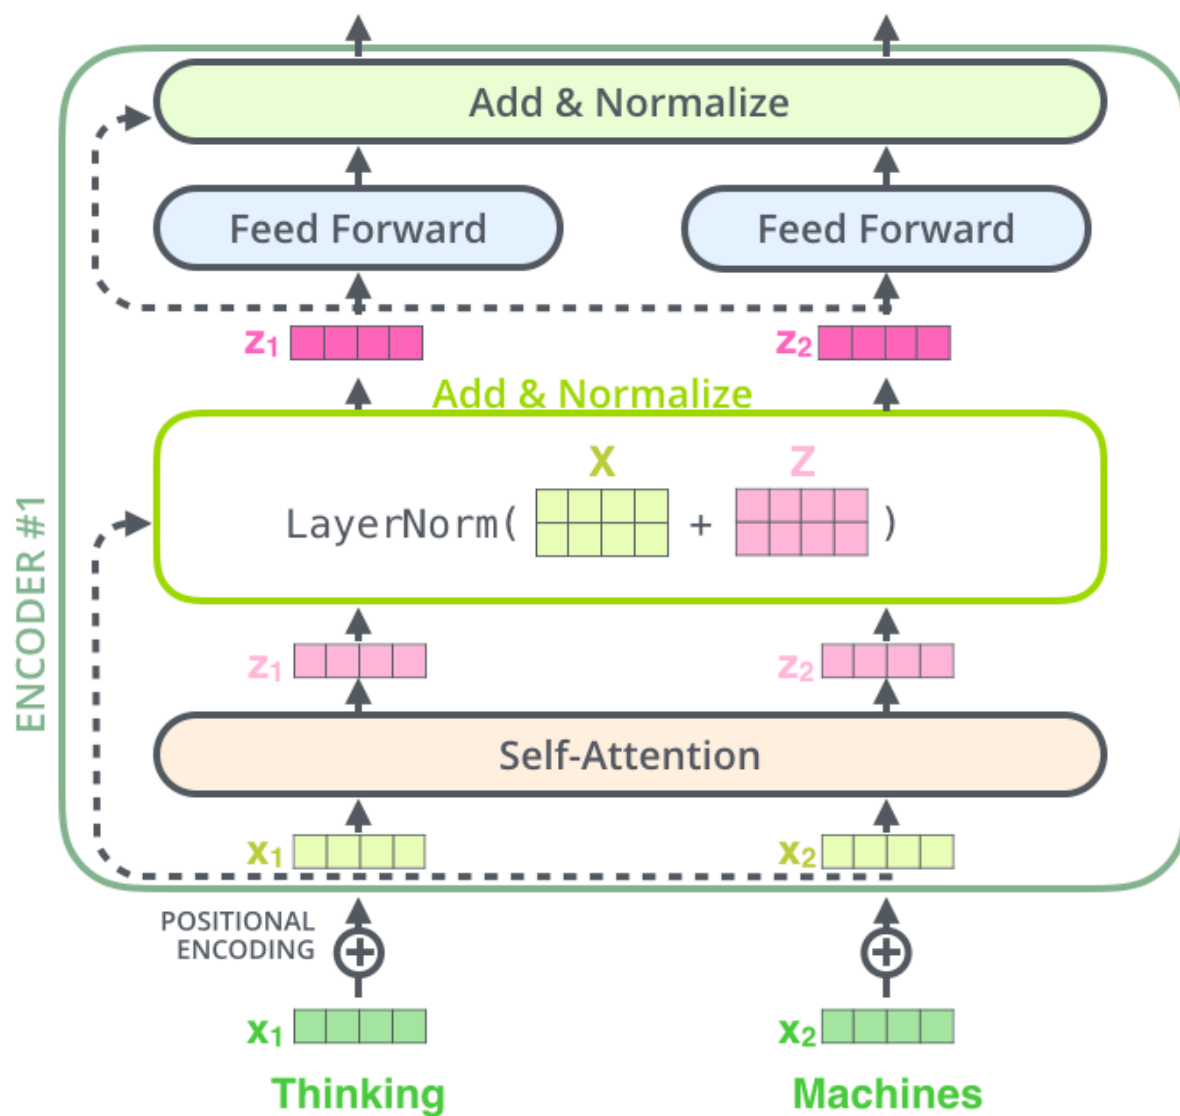 Add & Normalize
Feed Forward
Feed Forward
z1
z2
Add & Normalize
X
Z
LayerNorm(
+
)
ENCODER #1
z1
z2
Self-Attention
x1
x2
POSITIONAL
ENCODING
+
+
x1
x2
Thinking
Machines